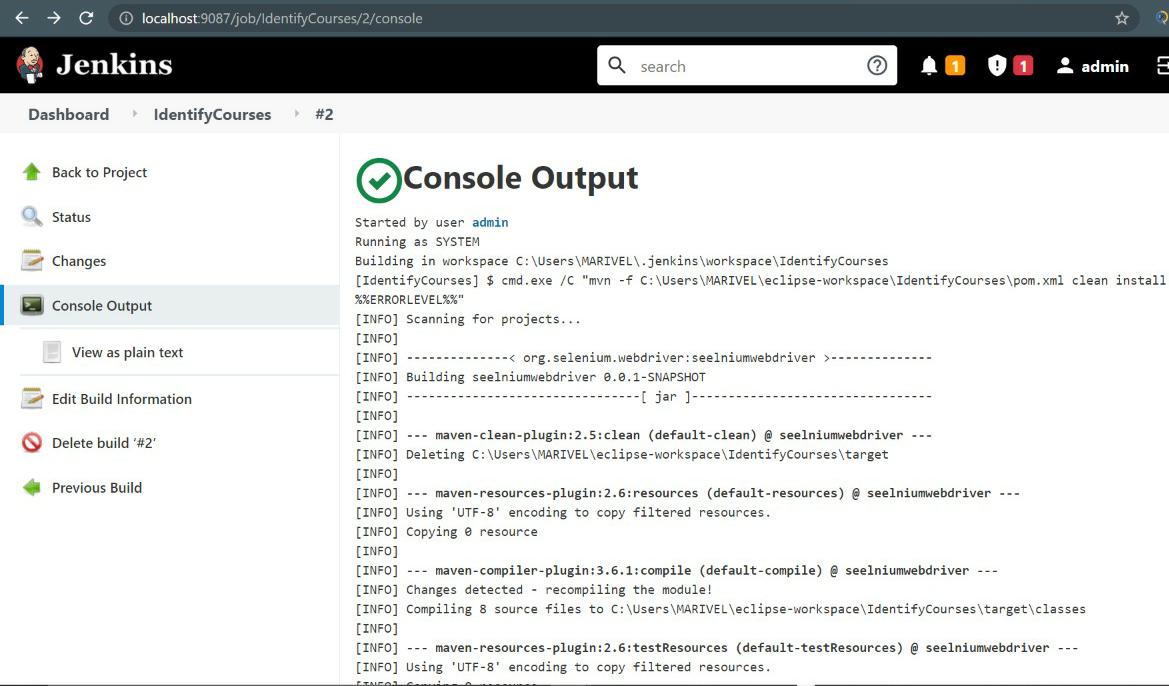 localhost:9087/job/IdentifyCourses/2/console
Jenkins
search
1
1
admin
Dashboard
IdentifyCourses
#2
Back to Project
Status
Changes
Console Output
View as plain text
Edit Build Information
Delete build ‘#2’
Previous Build
Console Output
Started by user admin
Running as SYSTEM
Building in workspace C:\Users\MARIVEL\.jenkins\workspace\IdentifyCourses
[IdentifyCourses] $ cmd.exe /C "mvn -f C:\Users\MARIVEL\eclipse-workspace\IdentifyCourses\pom.xml clean install
%%ERRORLEVEL%%"
[INFO] Scanning for projects...
[INFO]
[INFO] --------------< org.selenium.webdriver:seelniumwebdriver >--------------
[INFO] Building seelniumwebdriver 0.0.1-SNAPSHOT
[INFO] --------------------------------[ jar ]---------------------------------
[INFO]
[INFO] --- maven-clean-plugin:2.5:clean (default-clean) @ seelniumwebdriver ---
[INFO] Deleting C:\Users\MARIVEL\eclipse-workspace\IdentifyCourses\target
[INFO]
[INFO] --- maven-resources-plugin:2.6:resources (default-resources) @ seelniumwebdriver ---
[INFO] Using 'UTF-8' encoding to copy filtered resources.
[INFO] Copying 0 resource
[INFO]
[INFO] --- maven-compiler-plugin:3.6.1:compile (default-compile) @ seelniumwebdriver ---
[INFO] Changes detected - recompiling the module!
[INFO] Compiling 8 source files to C:\Users\MARIVEL\eclipse-workspace\IdentifyCourses\target\classes
[INFO]
[INFO] --- maven-resources-plugin:2.6:testResources (default-testResources) @ seelniumwebdriver ---
[INFO] Using 'UTF-8' encoding to copy filtered resources.
[INFO] Copying 0 resource